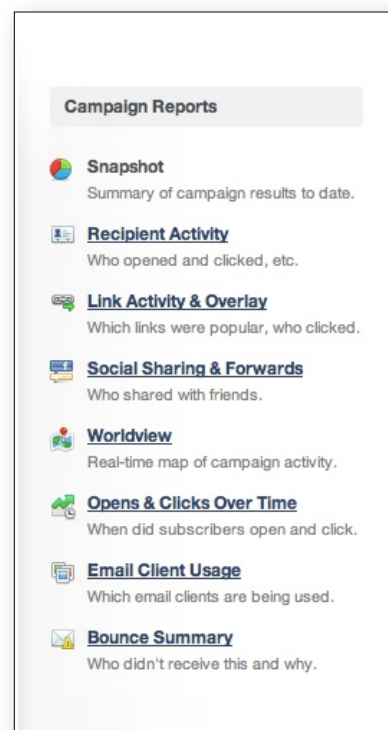 Campaign Reports
Snapshot
Summary of campaign results to date.
Recipient Activity
Who opened and clicked, etc.
Link Activity & Overlay
Which links were popular, who clicked.
Social Sharing & Forwards
Who shared with friends.
Worldview
Real-time map of campaign activity.
Opens & Clicks Over Time
When did subscribers open and click.
Email Client Usage
Which email clients are being used.
Bounce Summary
Who didn't receive this and why.